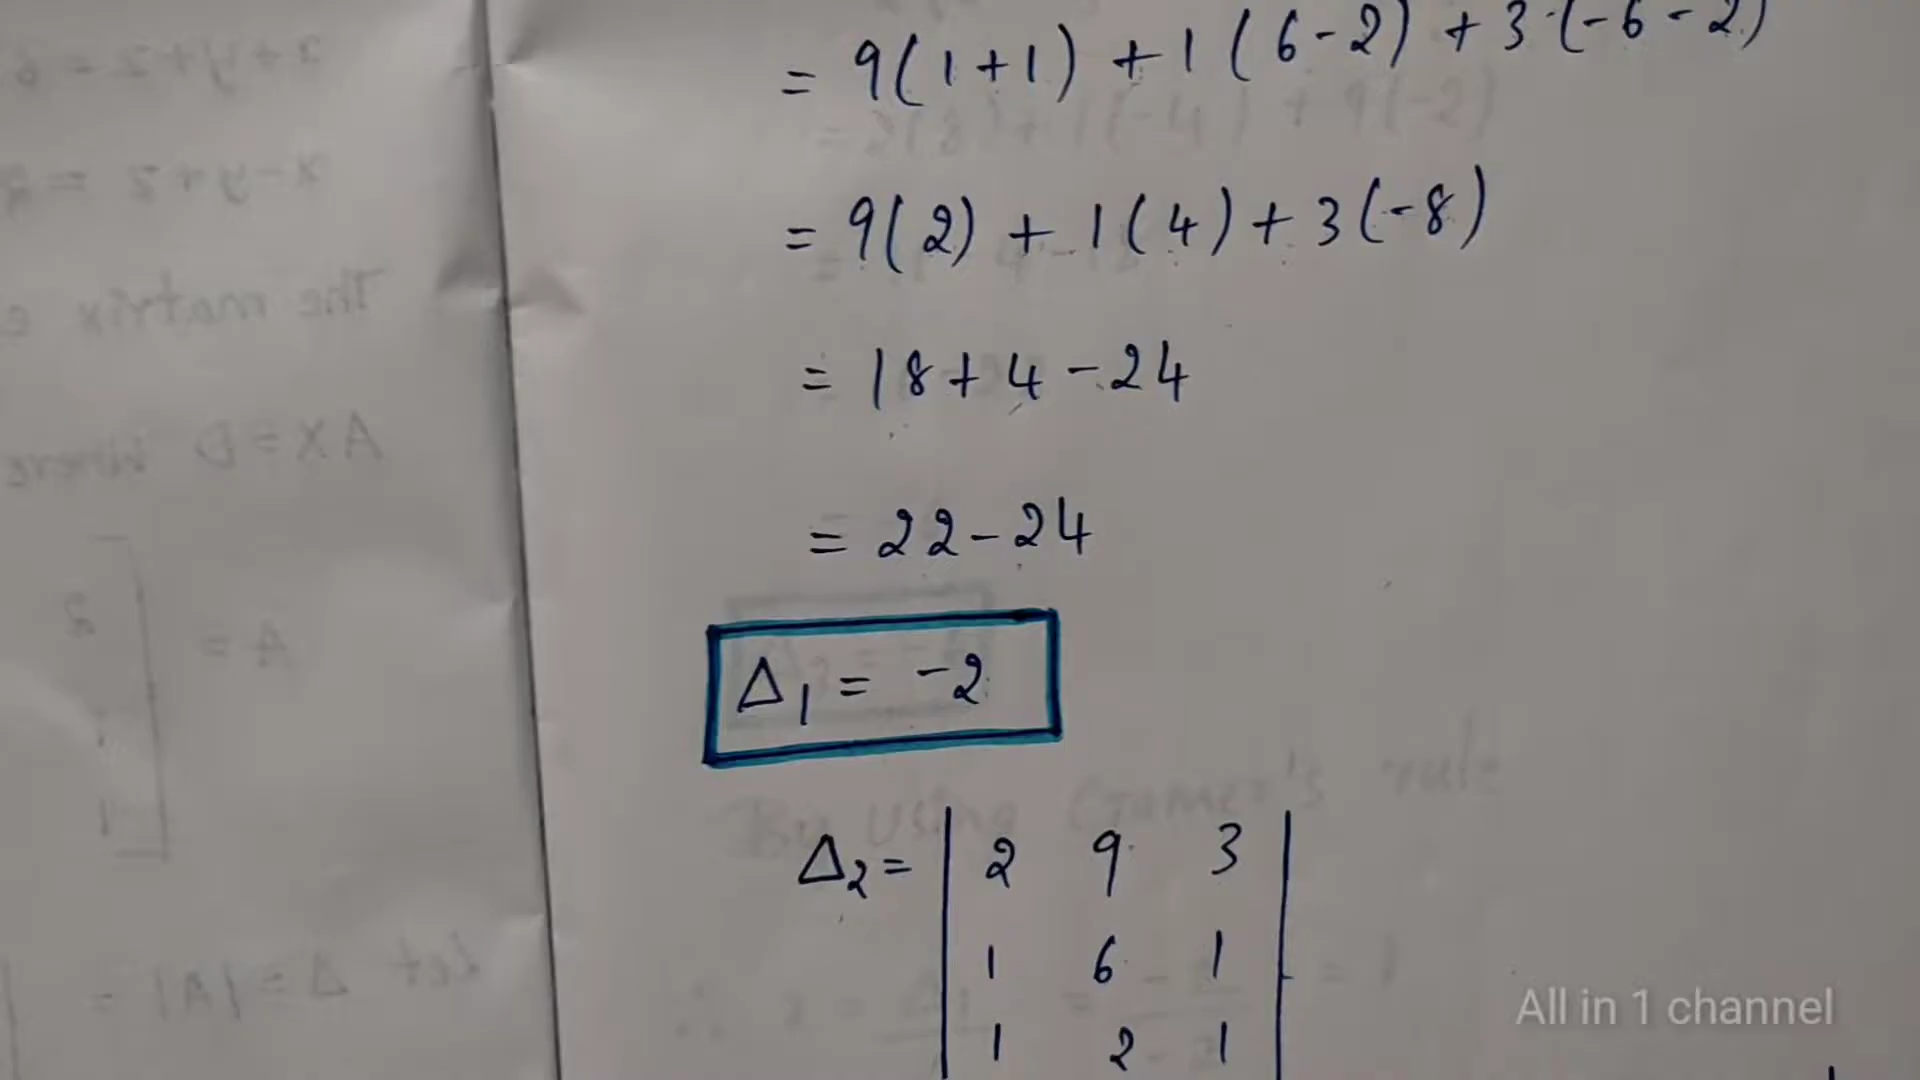 = 9(1+1) + 1(6-2) + 3(-6-2)
= 9(2) + 1(4) + 3(-8)
= 18+4-24
= 22-24
Δ₁ = -2
Δ₂ = | 2 9 3 |
| 1 6 1 |
| 1 2 1 |
All in 1 channel